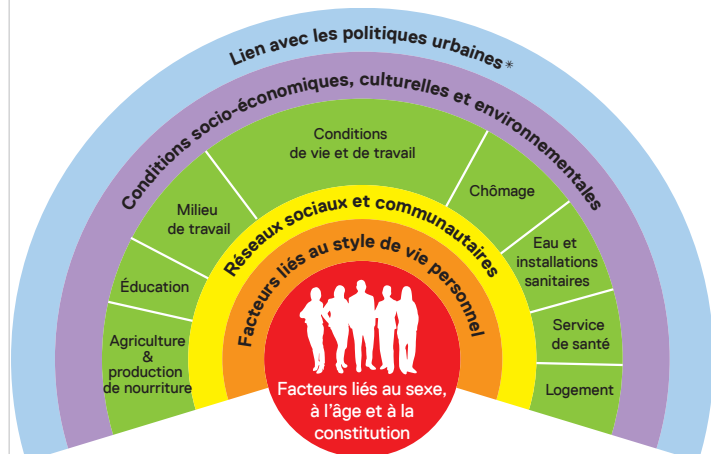 Lien avec les politiques urbaines*
Conditions socio-économiques, culturelles et environnementales
Conditions
de vie et de travail
Milieu
de travail
Chômage
Éducation
Eau et
installations
sanitaires
Agriculture
&
production
de nourriture
Service
de santé
Logement
Réseaux sociaux et communautaires
Facteurs liés au style de vie personnel
Facteurs liés au sexe,
à l'âge et à la
constitution